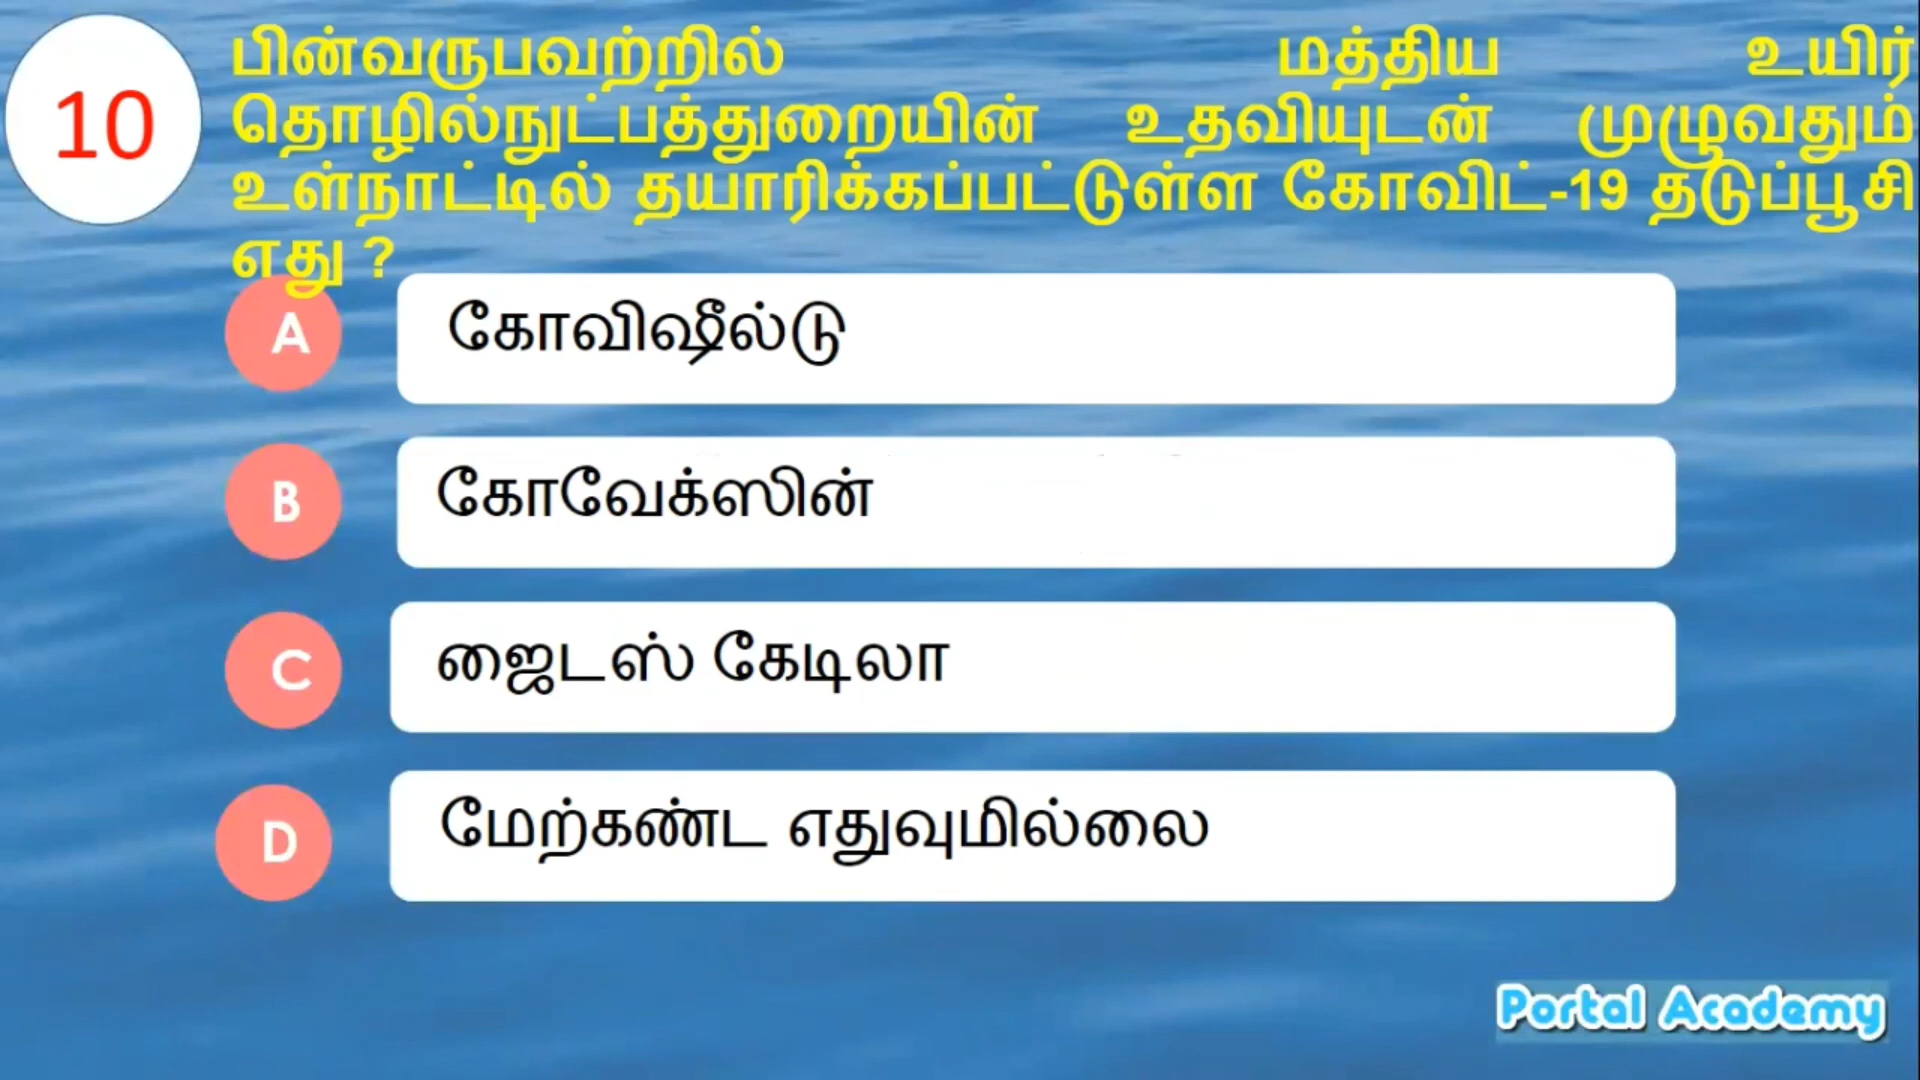 10
பின்வருபவற்றில் மத்திய உயிர்
தொழில்நுட்பத்துறையின் உதவியுடன் முழுவதும்
உள்நாட்டில் தயாரிக்கப்பட்டுள்ள கோவிட்-19 தடுப்பூசி
எது ?
A கோவிஷீல்டு
B கோவேக்ஸின்
C ஜைடஸ் கேடிலா
D மேற்கண்ட எதுவுமில்லை
Portal Academy